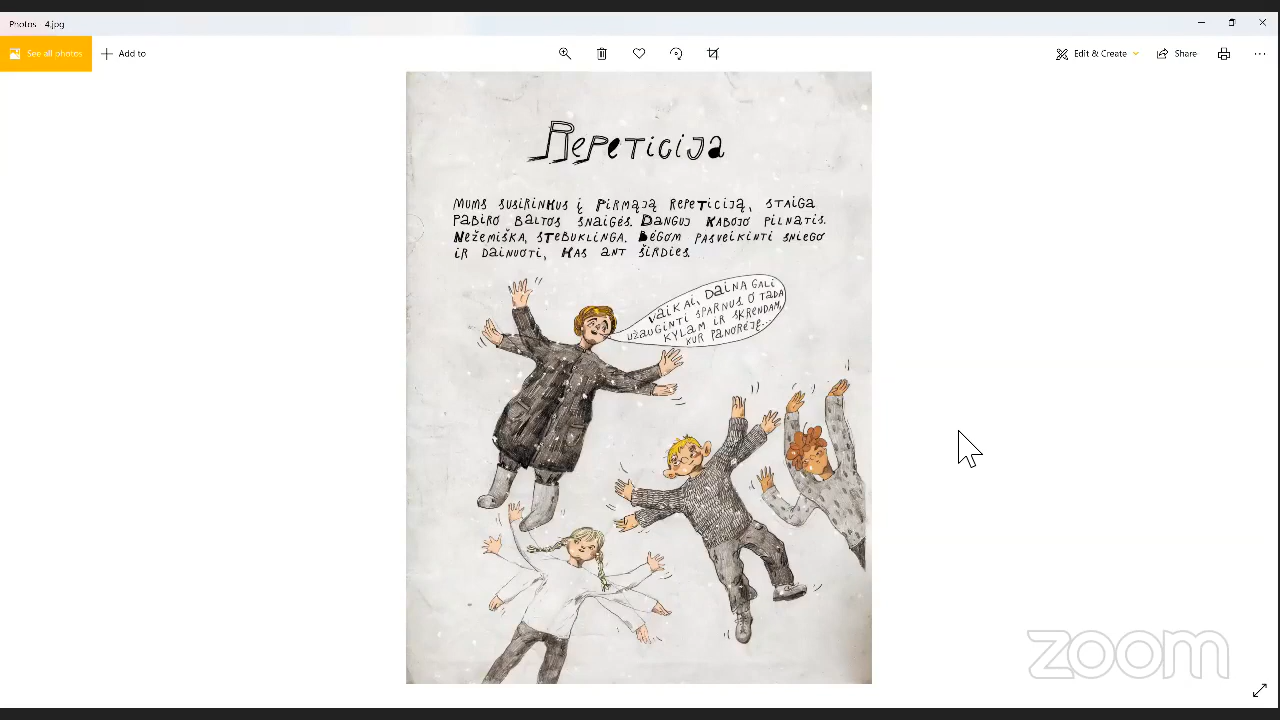 Photos - 4.jpg
See all photos
Add to
Edit & Create
Share
Repeticija
Mums susirinkus į pirmąją repeticiją, staiga
pabiro baltos snaigės. Danguj kabojo pilnatis.
Nežemiška, stebuklinga. Bėgom pasveikinti sniego
ir dainuoti, kas ant širdies.
Vaikai, daina gali
užauginti sparnus o tada
kylam ir skrendam,
kur panorėję...
zoom